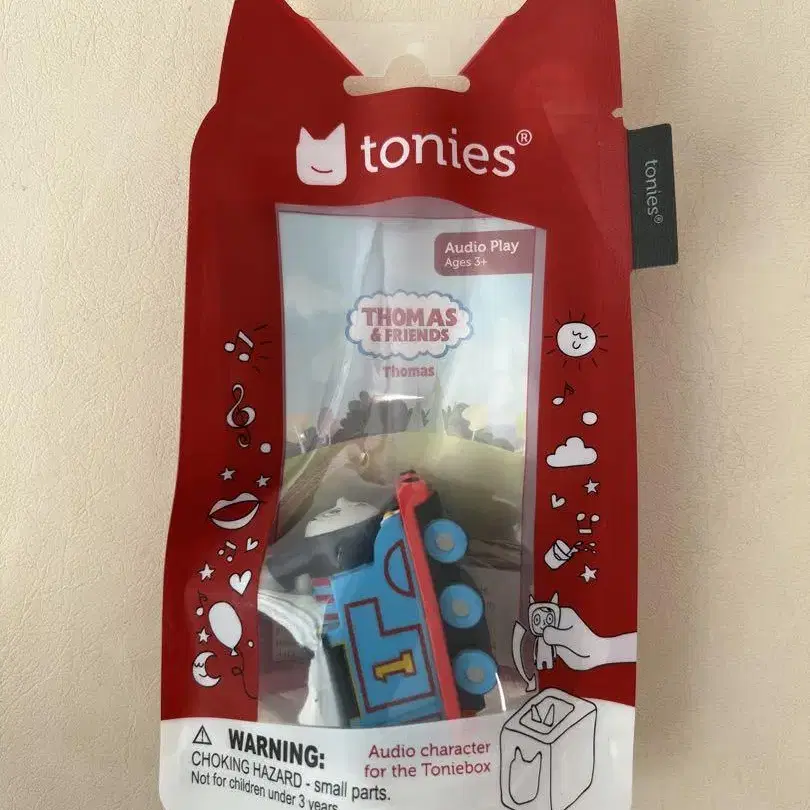 tonies®
tonies®
Audio Play
Ages 3+
THOMAS
& FRIENDS
Thomas
1
WARNING:
CHOKING HAZARD - small parts.
Not for children under 3 years
Audio character
for the Toniebox